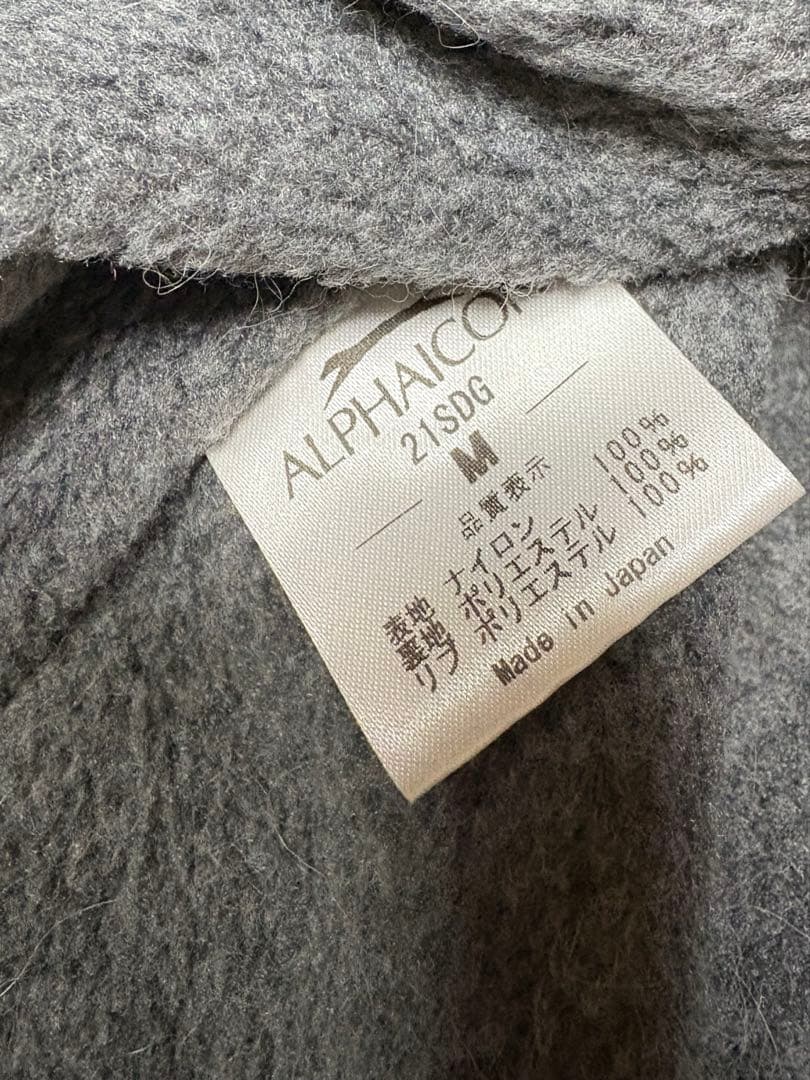 ALPHAICO
21SDG
M
品質表示
表地 ナイロン 100%
裏地 ポリエステル 100%
リブ ポリエステル 100%
Made in Japan